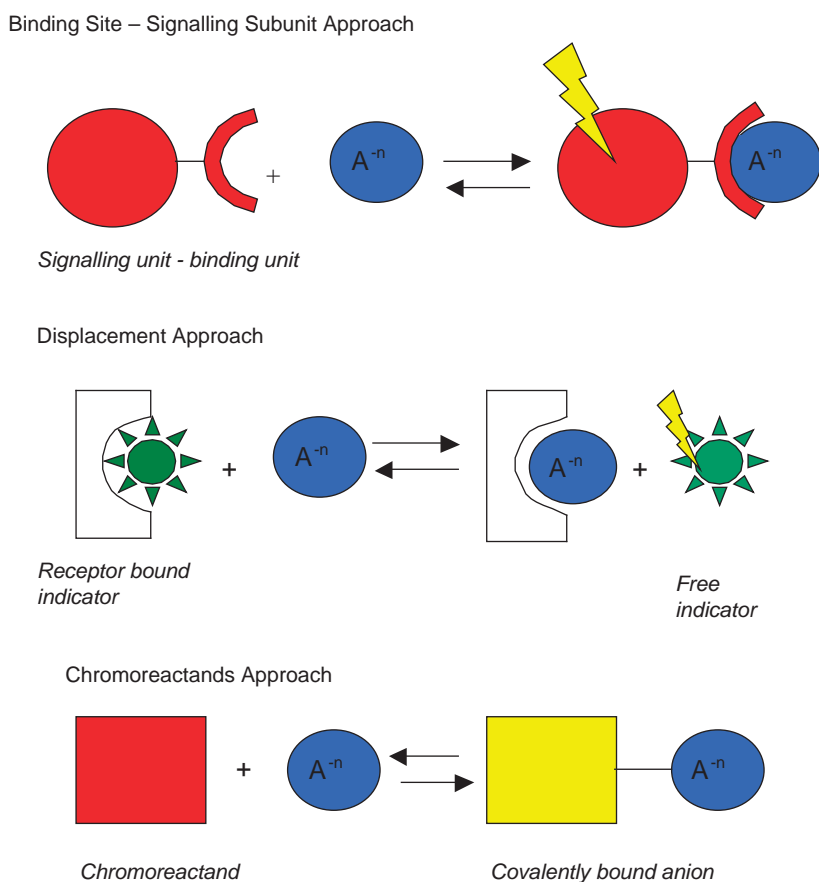 Binding Site – Signalling Subunit Approach
+ A⁻ⁿ A⁻ⁿ
Signalling unit - binding unit
Displacement Approach
+ A⁻ⁿ A⁻ⁿ +
Receptor bound
indicator
Free
indicator
Chromoreactands Approach
+ A⁻ⁿ A⁻ⁿ
Chromoreactand Covalently bound anion